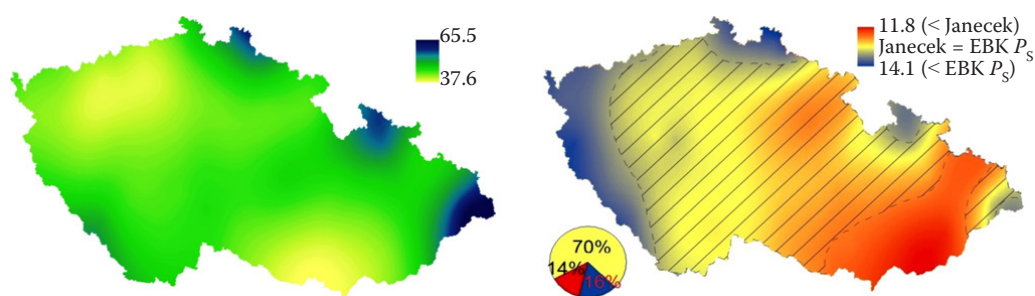 65.5
37.6
11.8 (< Janecek)
Janecek = EBK Pₛ
14.1 (< EBK Pₛ)
70%
14%
16%